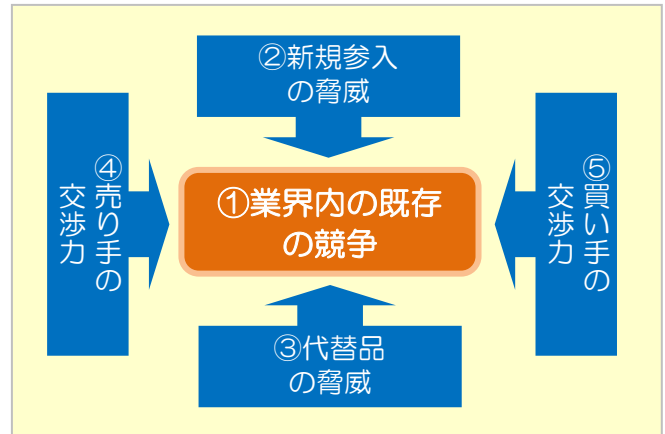 ②新規参入
の脅威
④売り手の
交渉力
①業界内の既存
の競争
⑤買い手の
交渉力
③代替品
の脅威